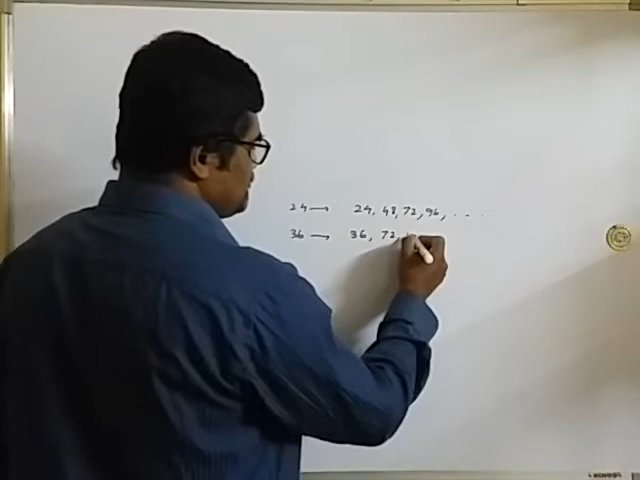 24 → 24, 48, 72, 96, ....
36 → 36, 72,